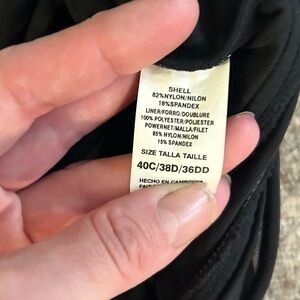 SHELL
82%NYLON/NILON
18%SPANDEX
LINER/FORRO/DOUBLURE
100% POLYESTER/POLIESTER
POWERNET/MALLA/FILET
85% NYLON/NILON
15% SPANDEX
SIZE TALLA TAILLE
40C/38D/36DD
HECHO EN CAMBOYA